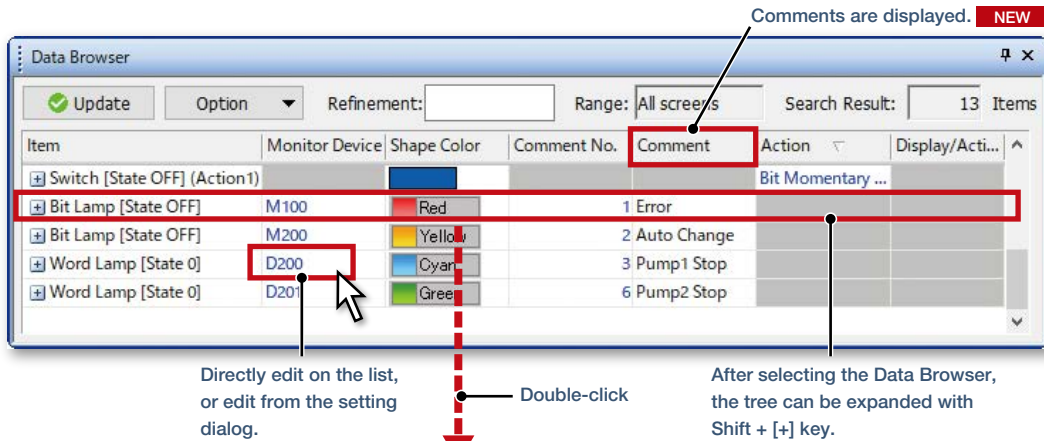 Comments are displayed. NEW
Data Browser
Update Option Refinement: Range: All screens Search Result: 13 Items
Item Monitor Device Shape Color Comment No. Comment Action Display/Acti...
Switch [State OFF] (Action1) Bit Momentary ...
Bit Lamp [State OFF] M100 Red 1 Error
Bit Lamp [State OFF] M200 Yellow 2 Auto Change
Word Lamp [State 0] D200 Cyan 3 Pump1 Stop
Word Lamp [State 0] D201 Green 6 Pump2 Stop
Directly edit on the list,
or edit from the setting
dialog.
Double-click
After selecting the Data Browser,
the tree can be expanded with
Shift + [+] key.